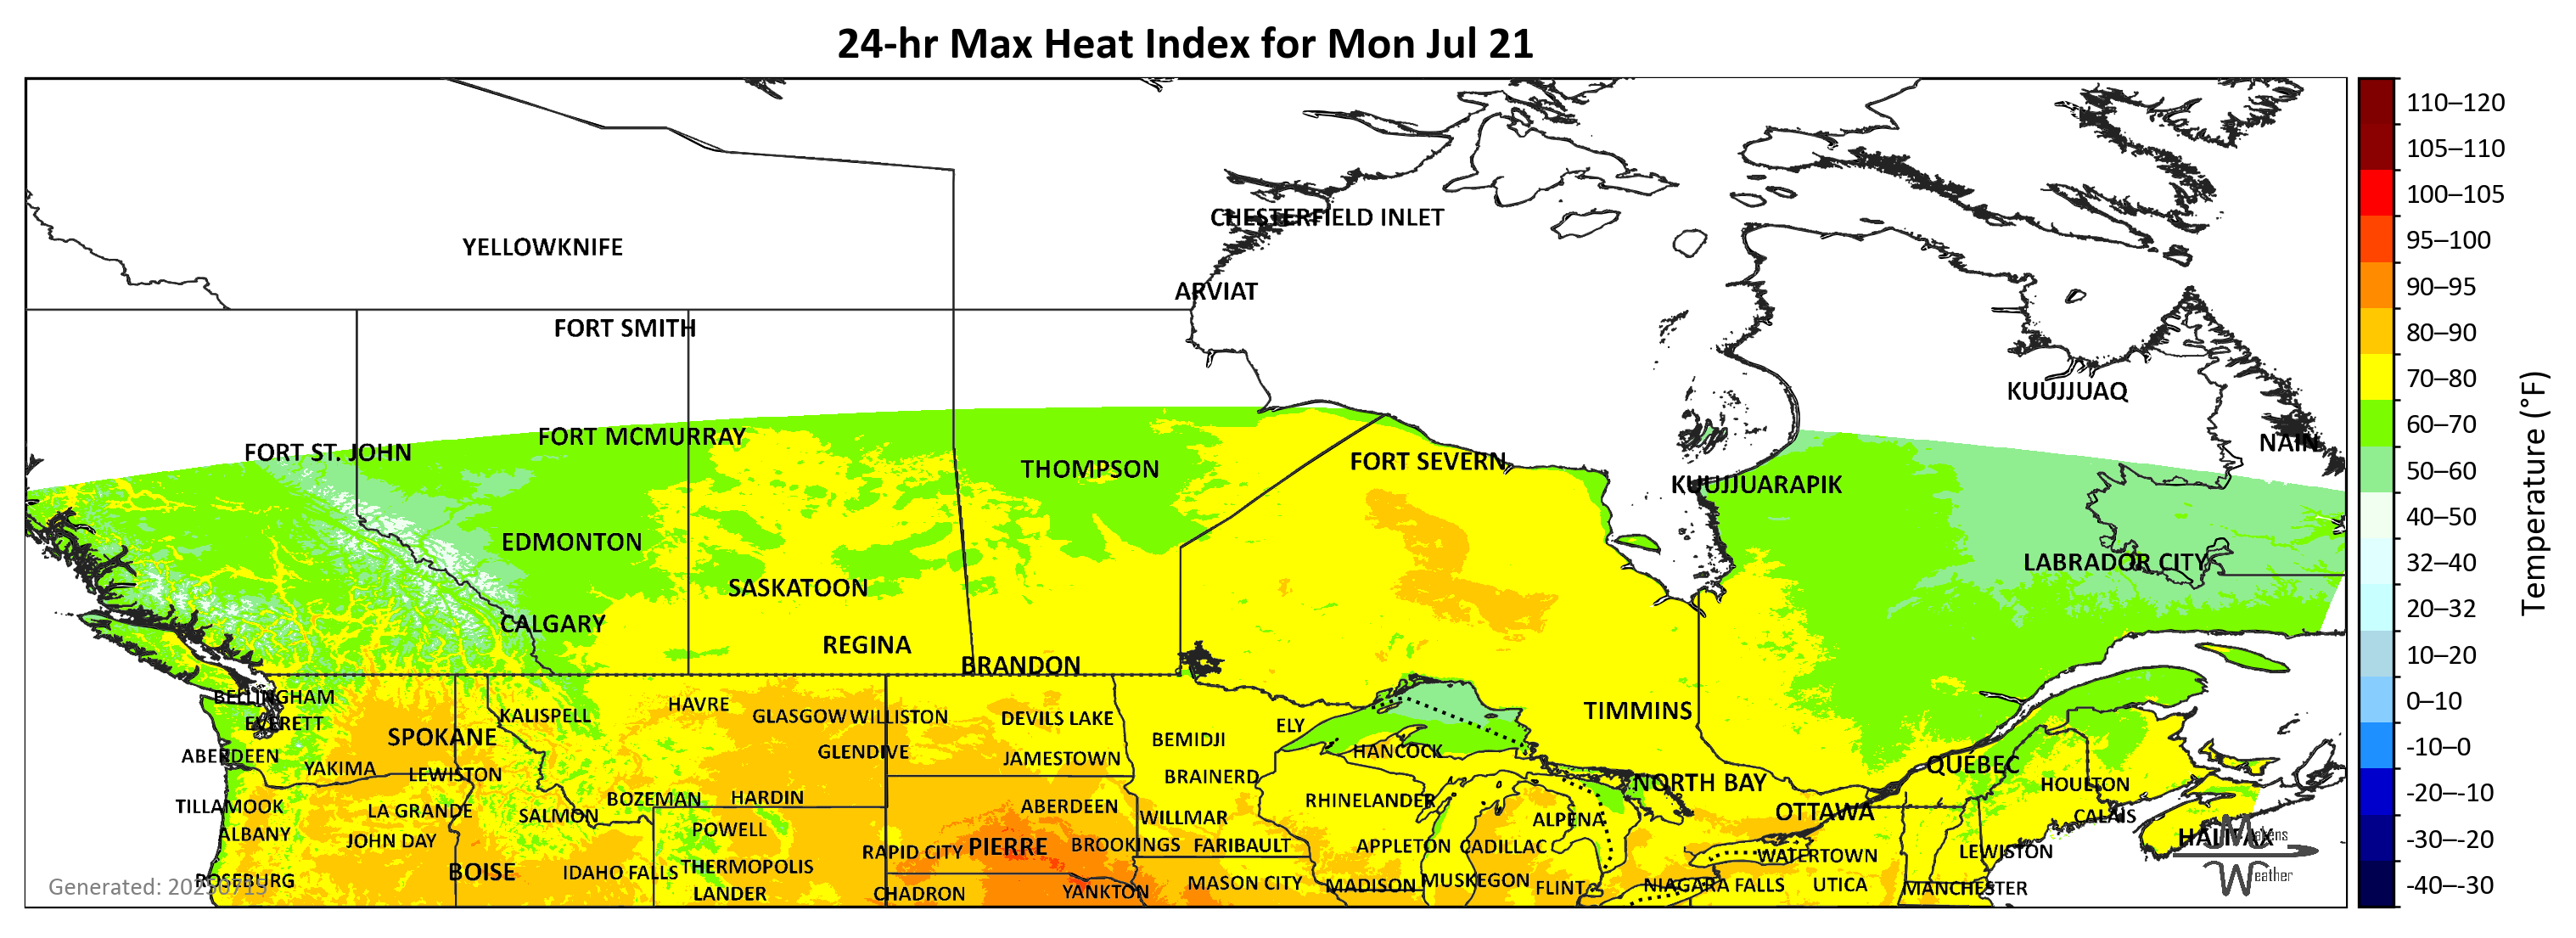 24-hr Max Heat Index for Mon Jul 21
CHESTERFIELD INLET
YELLOWKNIFE
ARVIAT
FORT SMITH
KUUJJUAQ
FORT MCMURRAY
NAIN
FORT ST. JOHN
FORT SEVERN
THOMPSON
KUUJJUARAPIK
EDMONTON
LABRADOR CITY
SASKATOON
CALGARY
REGINA
BRANDON
BELLINGHAM
HAVRE
TIMMINS
KALISPELL
GLASGOW WILLISTON
DEVILS LAKE
EVERETT
ELY
SPOKANE
BEMIDJI
GLENDIVE
HANCOCK
ABERDEEN
JAMESTOWN
QUÉBEC
YAKIMA
LEWISTON
BRAINERD
NORTH BAY
HOULTON
BOZEMAN
HARDIN
RHINELANDER
TILLAMOOK
LA GRANDE
ABERDEEN
SALMON
WILLMAR
OTTAWA
CALAIS
ALPENA
ALBANY
POWELL
JOHN DAY
HALIFAX
Makens
RAPID CITY
PIERRE
BROOKINGS
FARIBAULT
APPLETON
CADILLAC
LEWISTON
WATERTOWN
BOISE
IDAHO FALLS
THERMOPOLIS
Weather
ROSEBURG
Generated: 20250715
MASON CITY
MADISON
MUSKEGON
FLINT
NIAGARA FALLS
UTICA
MANCHESTER
LANDER
CHADRON
YANKTON
110–120
105–110
100–105
95–100
90–95
80–90
70–80
60–70
50–60
40–50
32–40
20–32
10–20
0–10
-10–0
-20–-10
-30–-20
-40–-30
Temperature (°F)